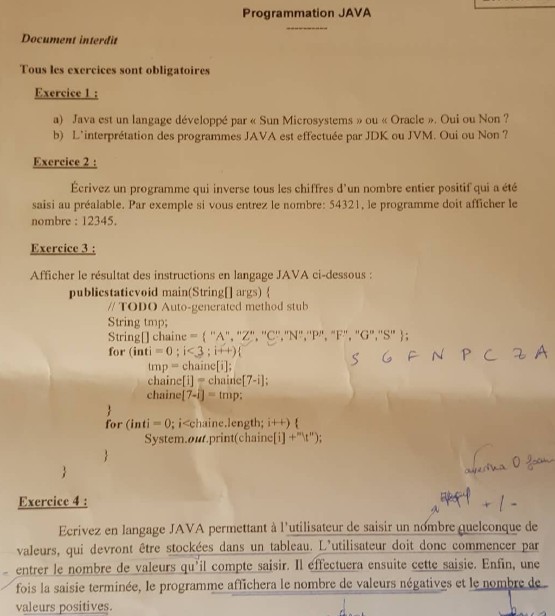 Programmation JAVA
Document interdit
Tous les exercices sont obligatoires
Exercice 1 :
a) Java est un langage développé par « Sun Microsystems » ou « Oracle ». Oui ou Non ?
b) L'interprétation des programmes JAVA est effectuée par JDK ou JVM. Oui ou Non ?
Exercice 2 :
Écrivez un programme qui inverse tous les chiffres d'un nombre entier positif qui a été
saisi au préalable. Par exemple si vous entrez le nombre: 54321, le programme doit afficher le
nombre : 12345.
Exercice 3 :
Afficher le résultat des instructions en langage JAVA ci-dessous :
publicstaticvoid main(String[] args) {
// TODO Auto-generated method stub
String tmp;
String[] chaine = { "A", "Z", "C","N","P", "F", "G","S" };
for (inti = 0 ; i<3 ; i++){
tmp = chaine[i];
chaine[i] = chaine[7-i];
chaine[7-i] = tmp;
S G F N P C Z A
}
for (inti = 0; i<chaine.length; i++) {
System.out.print(chaine[i] +"\t");
}
}
Exercice 4 :
+/-
Ecrivez en langage JAVA permettant à l'utilisateur de saisir un nombre quelconque de
valeurs, qui devront être stockées dans un tableau. L'utilisateur doit donc commencer par
entrer le nombre de valeurs qu'il compte saisir. Il effectuera ensuite cette saisie. Enfin, une
fois la saisie terminée, le programme affichera le nombre de valeurs négatives et le nombre de
valeurs positives.